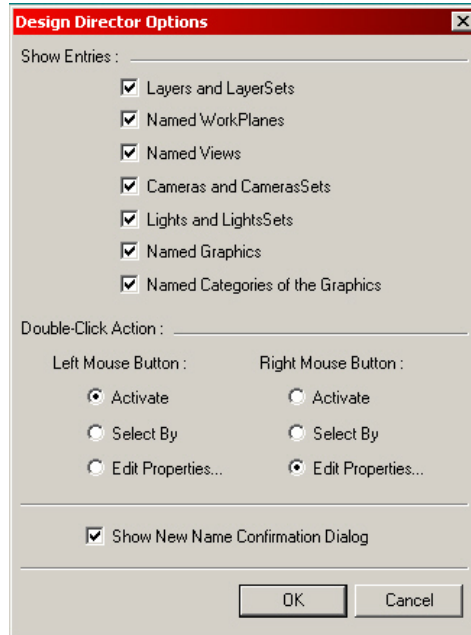 Design Director Options
Show Entries :
Layers and LayerSets
Named WorkPlanes
Named Views
Cameras and CamerasSets
Lights and LightsSets
Named Graphics
Named Categories of the Graphics
Double-Click Action :
Left Mouse Button : Right Mouse Button :
Activate Activate
Select By Select By
Edit Properties... Edit Properties...
Show New Name Confirmation Dialog
OK Cancel